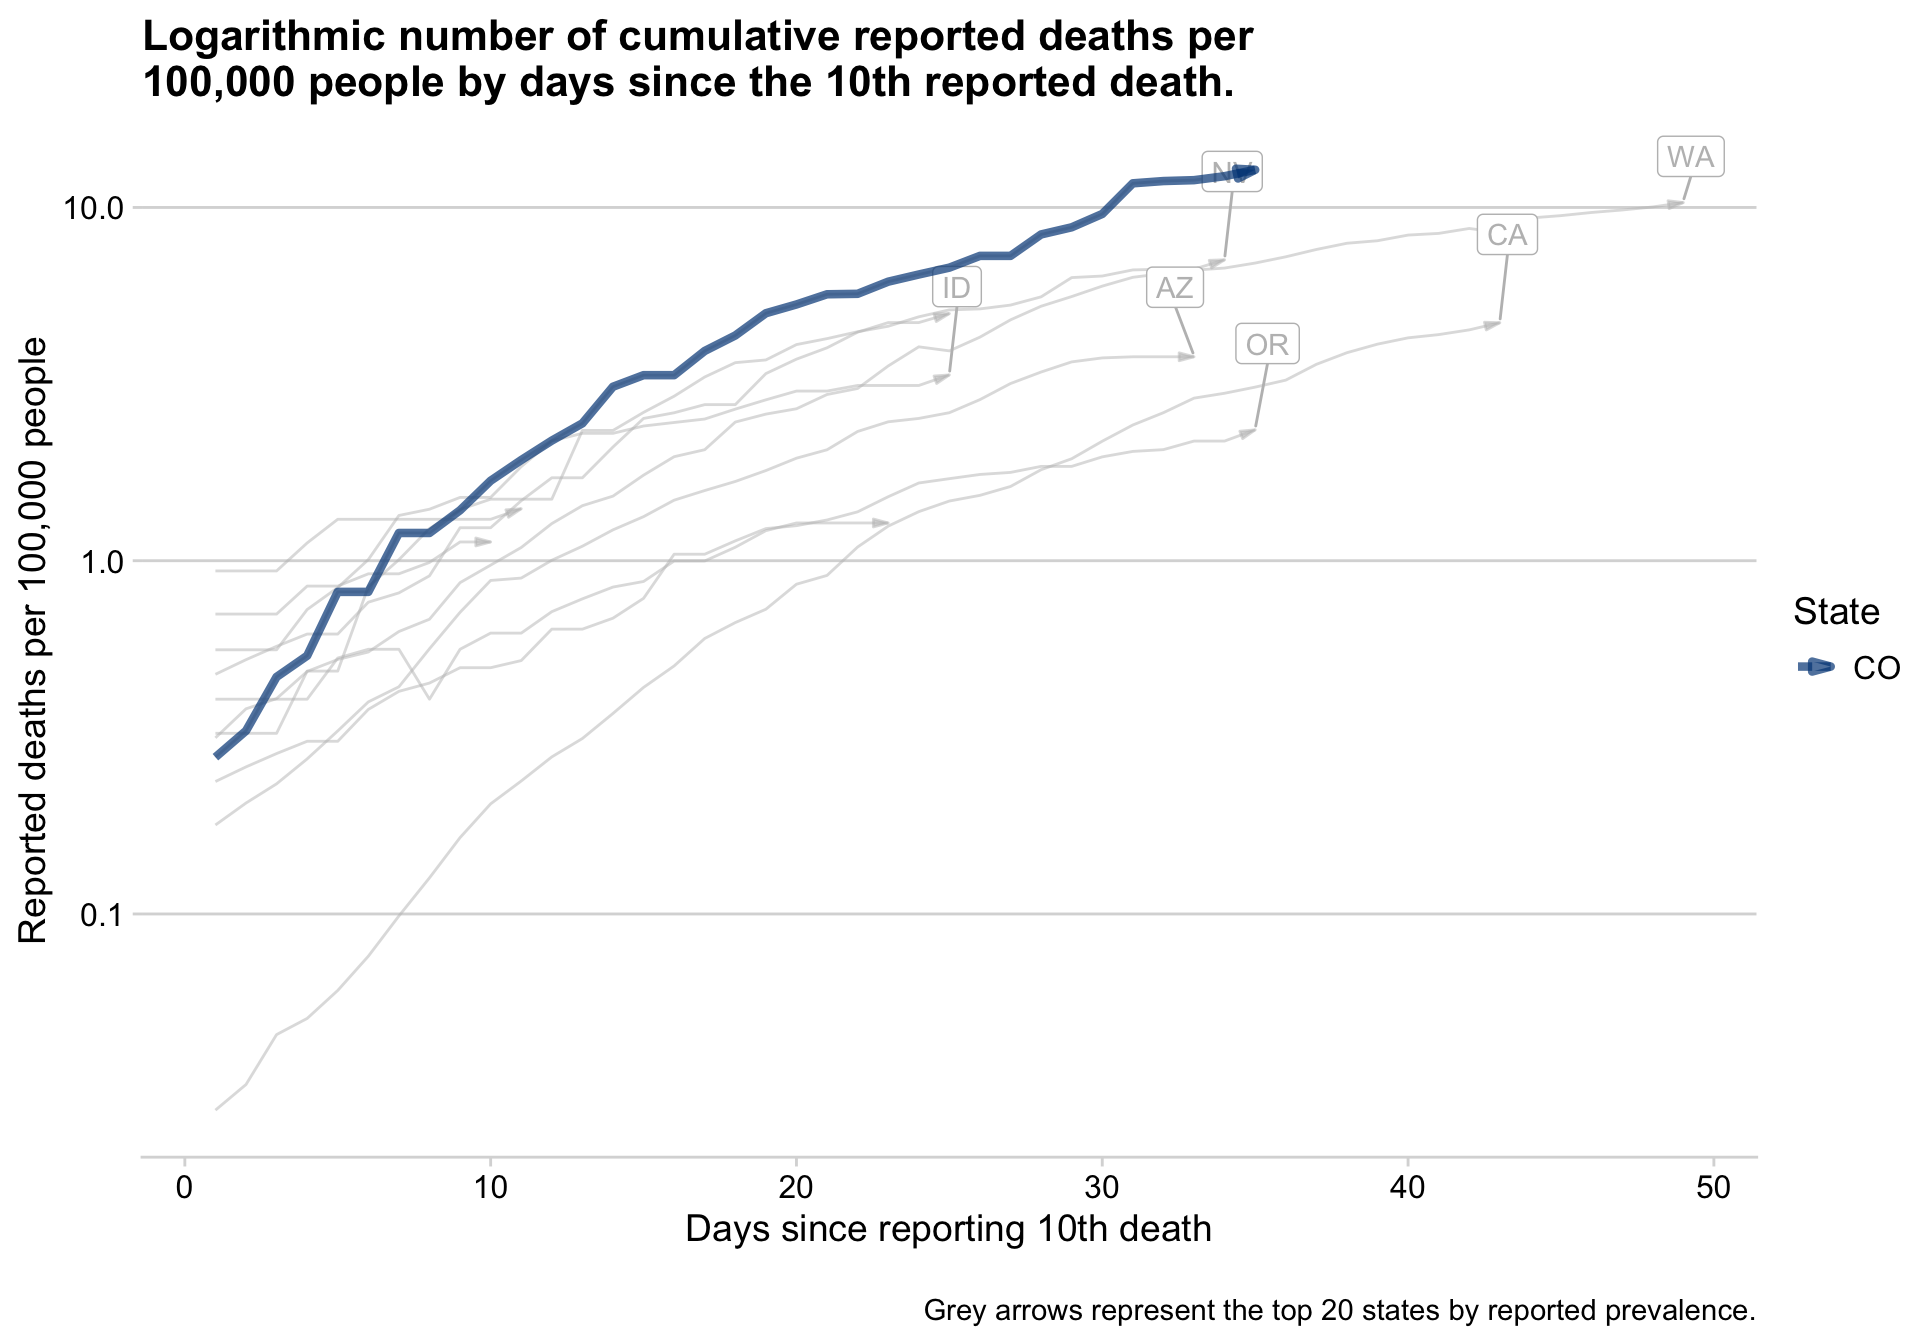 Logarithmic number of cumulative reported deaths per
100,000 people by days since the 10th reported death.
NV
WA
CA
ID
AZ
OR
10.0
1.0
0.1
Reported deaths per 100,000 people
State
CO
0 10 20 30 40 50
Days since reporting 10th death
Grey arrows represent the top 20 states by reported prevalence.